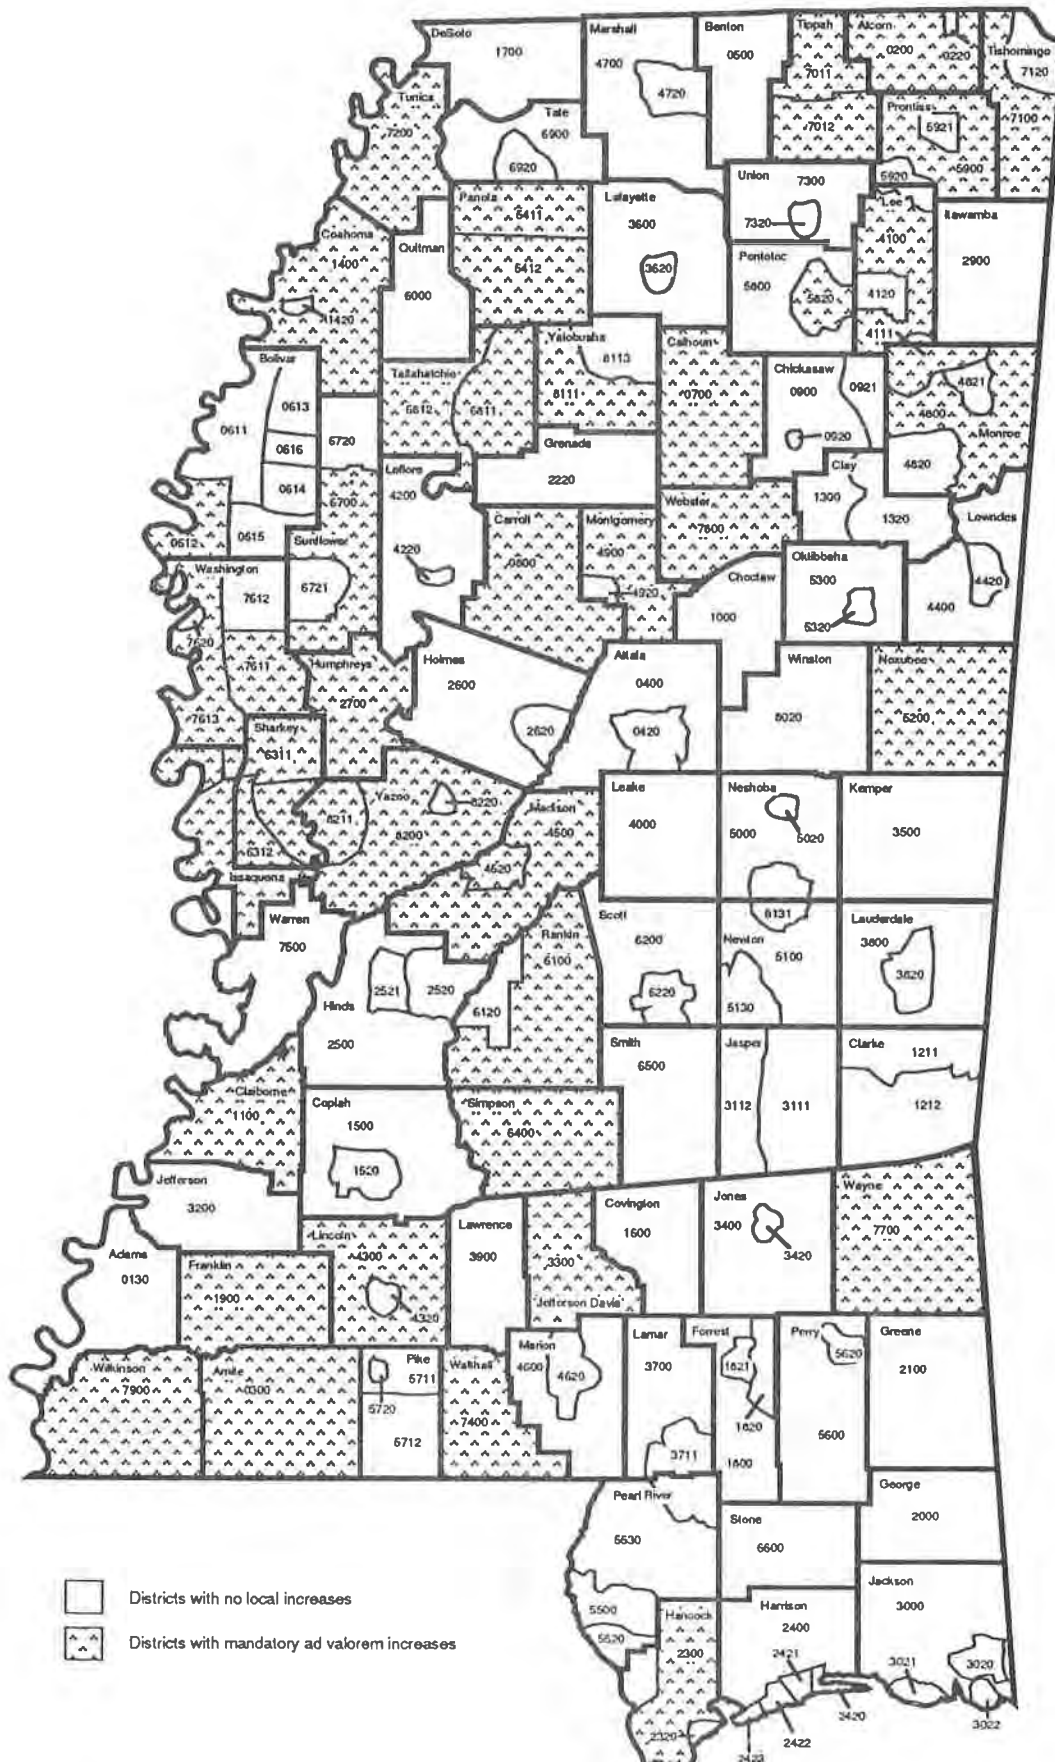 DeSoto
1700
Marshall
4700
4720
Benton
0500
Tippah
7011
7012
Alcorn
0200
0220
Tishomingo
7120
7100
Prentiss
5921
5900
5920
Tunica
7200
Tate
6900
6920
Panola
5411
5412
Lafayette
3600
3620
Union
7300
7320
Lee
4100
4120
4111
Itawamba
2900
Coahoma
1400
1420
Quitman
6000
Pontotoc
5800
5820
Bolivar
0613
0611
0616
0614
0615
0612
6720
Tallahatchie
6812
6811
Yalobusha
8113
8111
Calhoun
0700
Chickasaw
0900
0921
0920
4821
4800
Monroe
4820
Grenada
2220
Leflore
4200
4220
6700
Sunflower
6721
Clay
1300
1320
Lowndes
4420
4400
Webster
7800
Carroll
0800
Montgomery
4900
4920
Choctaw
1000
Oktibbeha
5300
5320
Washington
7612
7620
7611
7613
Humphreys
2700
Holmes
2600
2620
Attala
0400
0420
Winston
8020
Noxubee
5200
Sharkey
6311
6312
Yazoo
8220
8211
8200
Madison
4500
4520
Leake
4000
Neshoba
5000
5020
Kemper
3500
Issaquena
Warren
7500
Scott
6200
6220
6131
Newton
5100
5130
Lauderdale
3800
3820
Rankin
6100
6120
Hinds
2521
2520
2500
Smith
6500
Jasper
3112
3111
Clarke
1211
1212
Claiborne
1100
Copiah
1500
1520
Simpson
6400
Jefferson
3200
Covington
1600
Jones
3400
3420
Wayne
7700
Adams
0130
Franklin
1900
Lincoln
4300
4320
Lawrence
3900
3300
Jefferson Davis
Wilkinson
7900
Amite
0300
Pike
5711
5720
5712
Walthall
7400
Marion
4600
4620
Lamar
3700
3711
Forrest
1821
1820
1800
Perry
5620
5600
Greene
2100
George
2000
Pearl River
5530
Stone
6600
5500
5520
Hancock
2300
2320
Harrison
2400
2421
2420
2422
2423
Jackson
3000
3021
3020
3022
Districts with no local increases
Districts with mandatory ad valorem increases